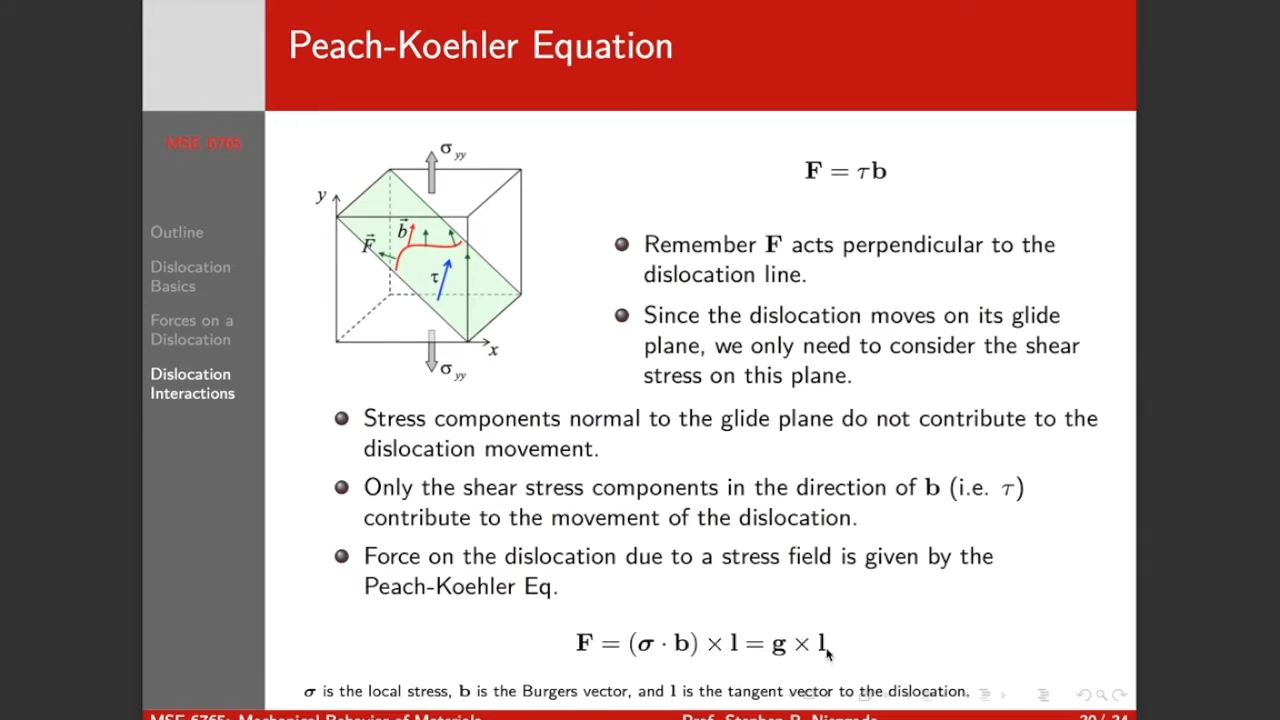 Peach-Koehler Equation
MSE 6765
Outline
Dislocation
Basics
Forces on a
Dislocation
Dislocation
Interactions
σ yy
y
b
F
τ
x
σ yy
F = τb
Remember F acts perpendicular to the
dislocation line.
Since the dislocation moves on its glide
plane, we only need to consider the shear
stress on this plane.
Stress components normal to the glide plane do not contribute to the
dislocation movement.
Only the shear stress components in the direction of b (i.e. τ)
contribute to the movement of the dislocation.
Force on the dislocation due to a stress field is given by the
Peach-Koehler Eq.
F = (σ · b) × l = g × l
σ is the local stress, b is the Burgers vector, and l is the tangent vector to the dislocation.
MSE 6765: Mechanical Behavior of Materials
Prof. Stephen R.